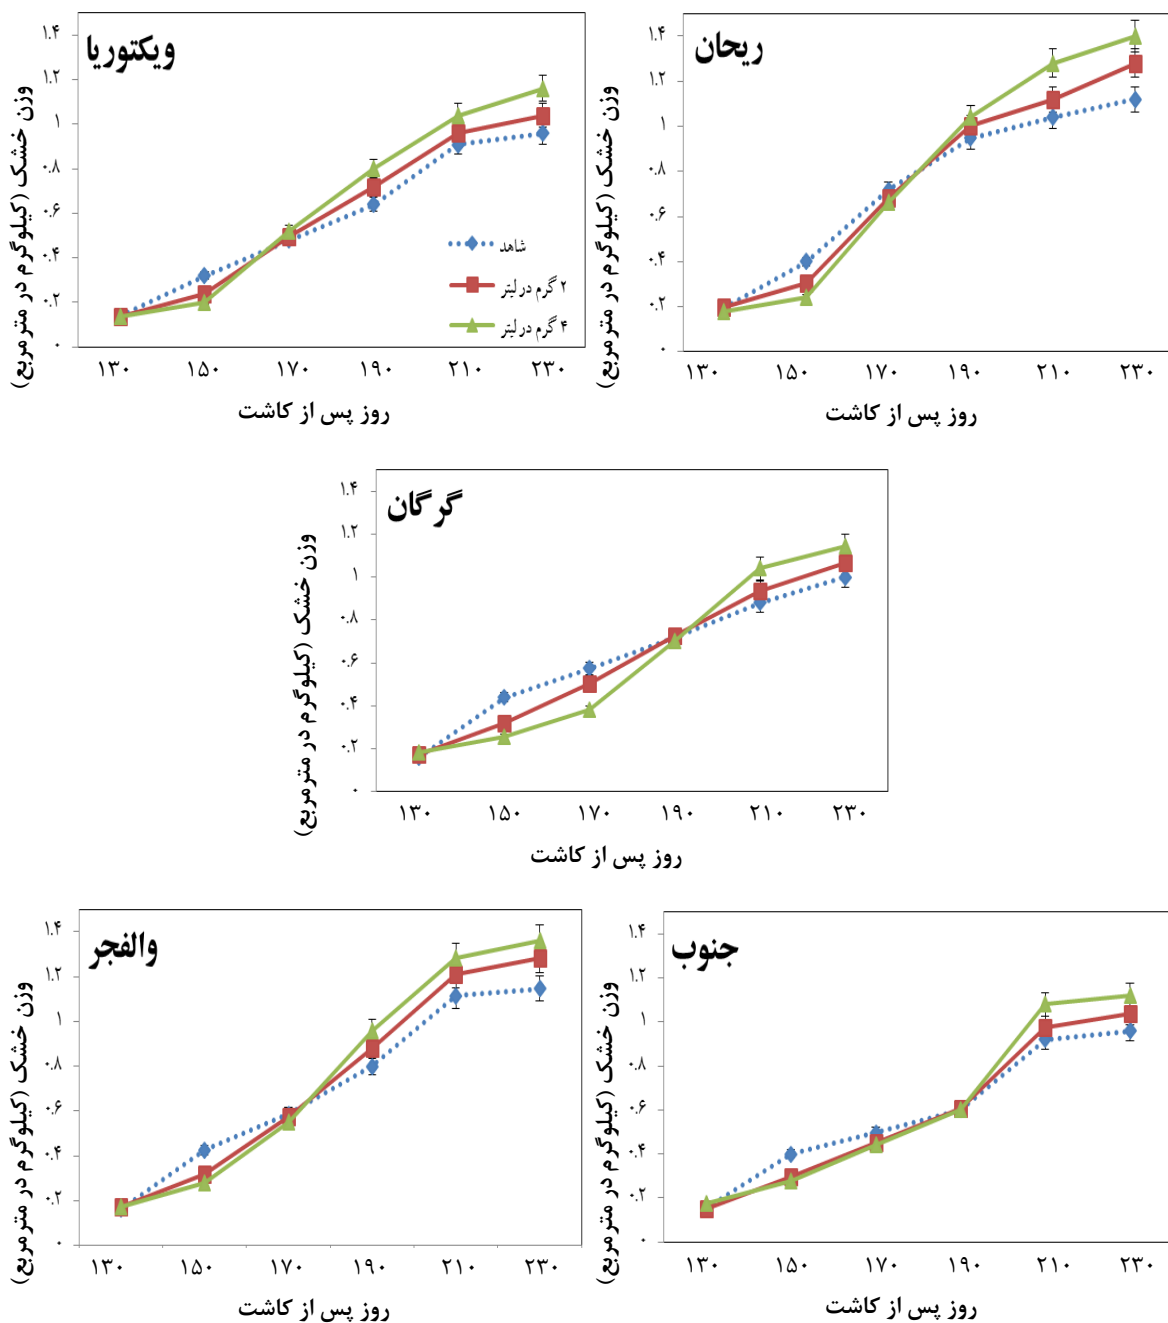 ویکتوریا
وزن خشک (کیلوگرم در مترمربع)
۱.۴
۱.۲
۱
۰.۸
۰.۶
۰.۴
۰.۲
۰
شاهد
۲ گرم درلیتر
۴ گرم درلیتر
۱۳۰ ۱۵۰ ۱۷۰ ۱۹۰ ۲۱۰ ۲۳۰
روز پس از کاشت
ریحان
وزن خشک (کیلوگرم در مترمربع)
۱.۴
۱.۲
۱
۰.۸
۰.۶
۰.۴
۰.۲
۰
۱۳۰ ۱۵۰ ۱۷۰ ۱۹۰ ۲۱۰ ۲۳۰
روز پس از کاشت
گرگان
وزن خشک (کیلوگرم در مترمربع)
۱.۴
۱.۲
۱
۰.۸
۰.۶
۰.۴
۰.۲
۰
۱۳۰ ۱۵۰ ۱۷۰ ۱۹۰ ۲۱۰ ۲۳۰
روز پس از کاشت
والفجر
وزن خشک (کیلوگرم در مترمربع)
۱.۴
۱.۲
۱
۰.۸
۰.۶
۰.۴
۰.۲
۰
۱۳۰ ۱۵۰ ۱۷۰ ۱۹۰ ۲۱۰ ۲۳۰
روز پس از کاشت
جنوب
وزن خشک (کیلوگرم در مترمربع)
۱.۴
۱.۲
۱
۰.۸
۰.۶
۰.۴
۰.۲
۰
۱۳۰ ۱۵۰ ۱۷۰ ۱۹۰ ۲۱۰ ۲۳۰
روز پس از کاشت